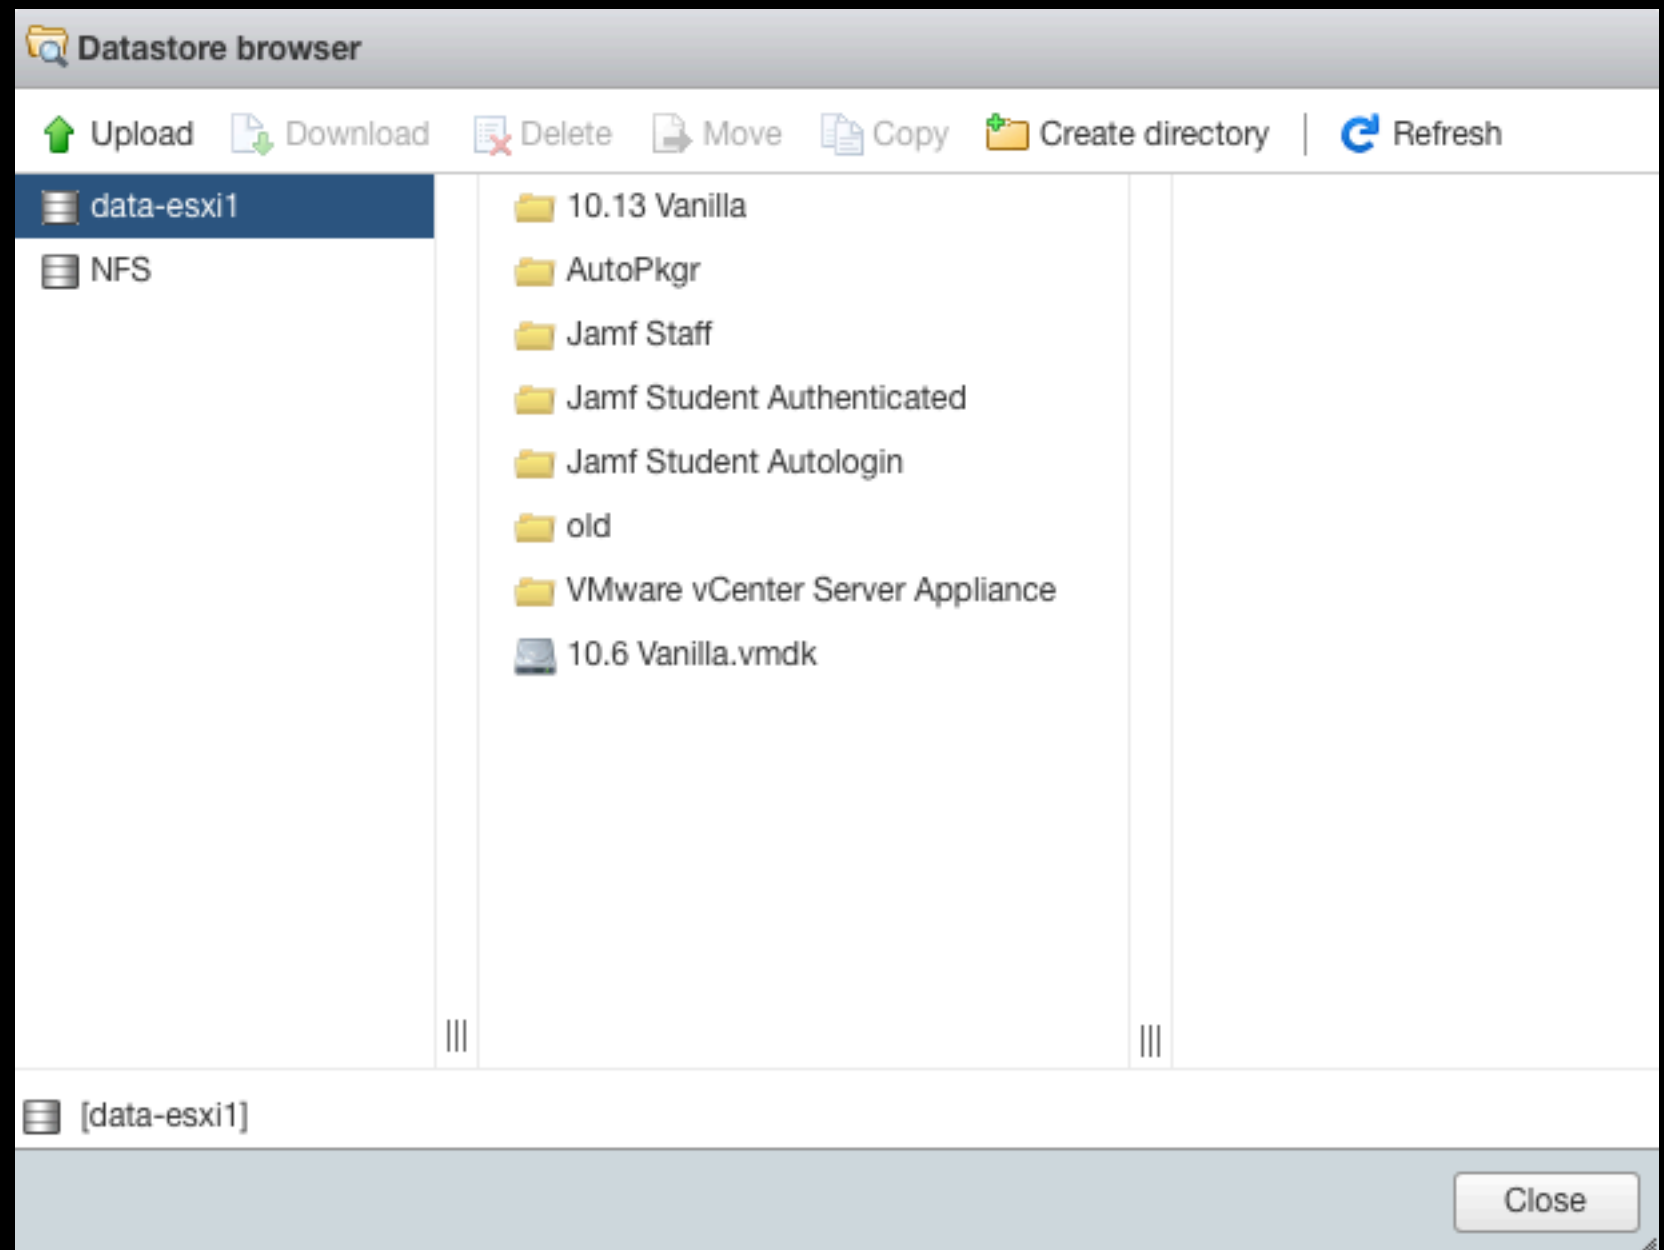 Datastore browser
Upload Download Delete Move Copy Create directory Refresh
data-esxi1
NFS
10.13 Vanilla
AutoPkgr
Jamf Staff
Jamf Student Authenticated
Jamf Student Autologin
old
VMware vCenter Server Appliance
10.6 Vanilla.vmdk
[data-esxi1]
Close